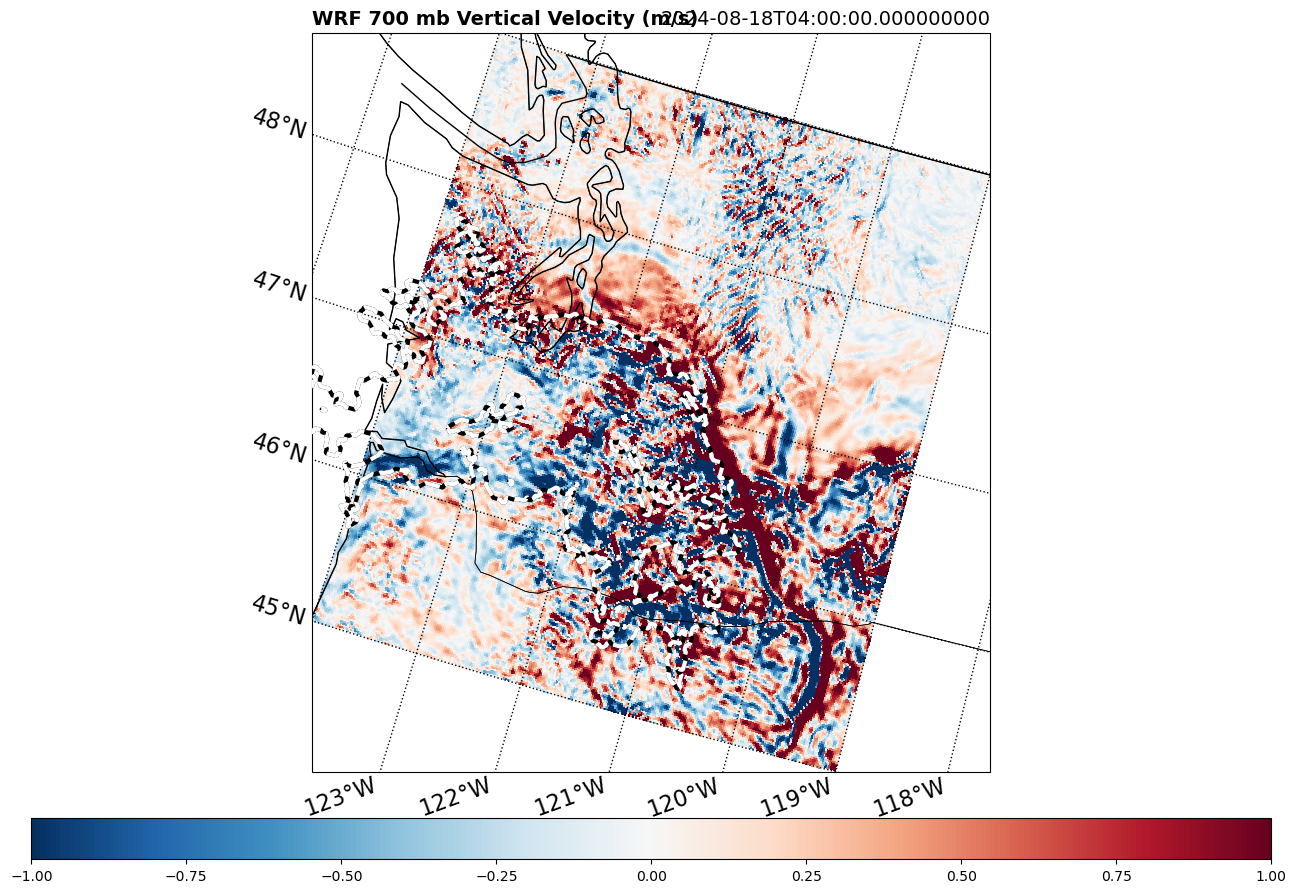 WRF 700 mb Vertical Velocity (m/s) 2024-08-18T04:00:00.000000000
48°N
47°N
46°N
45°N
123°W 122°W 121°W 120°W 119°W 118°W
−1.00 −0.75 −0.50 −0.25 0.00 0.25 0.50 0.75 1.00